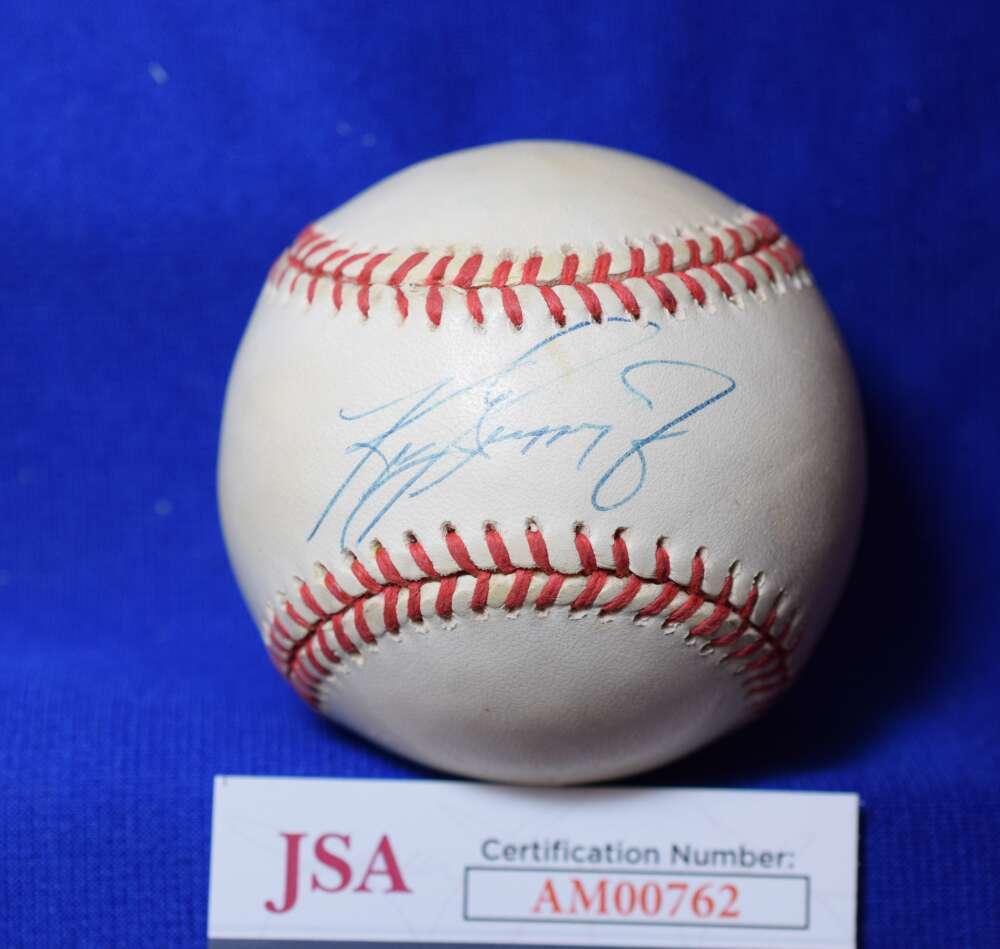 JSA
Certification Number:
AM00762